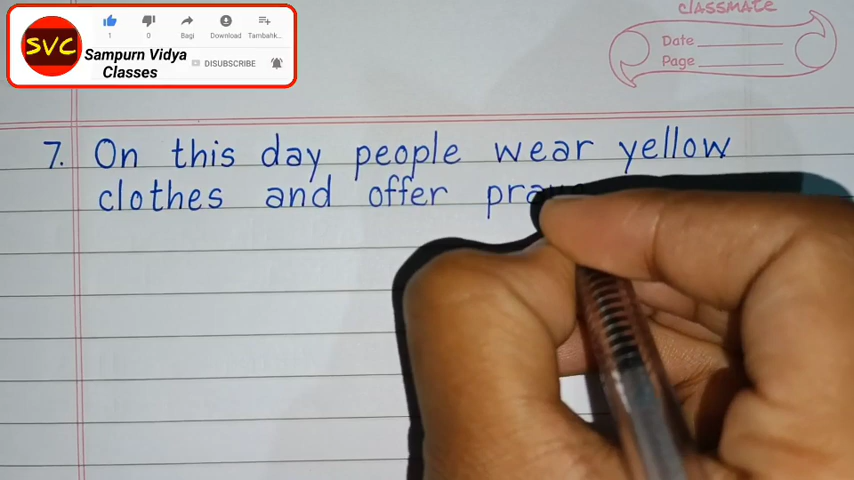 classmate
SVC
1
0
Bagi
Download
Tambahk...
Sampurn Vidya
Classes
DISUBSCRIBE
Date
Page
7. On this day people wear yellow
clothes and offer